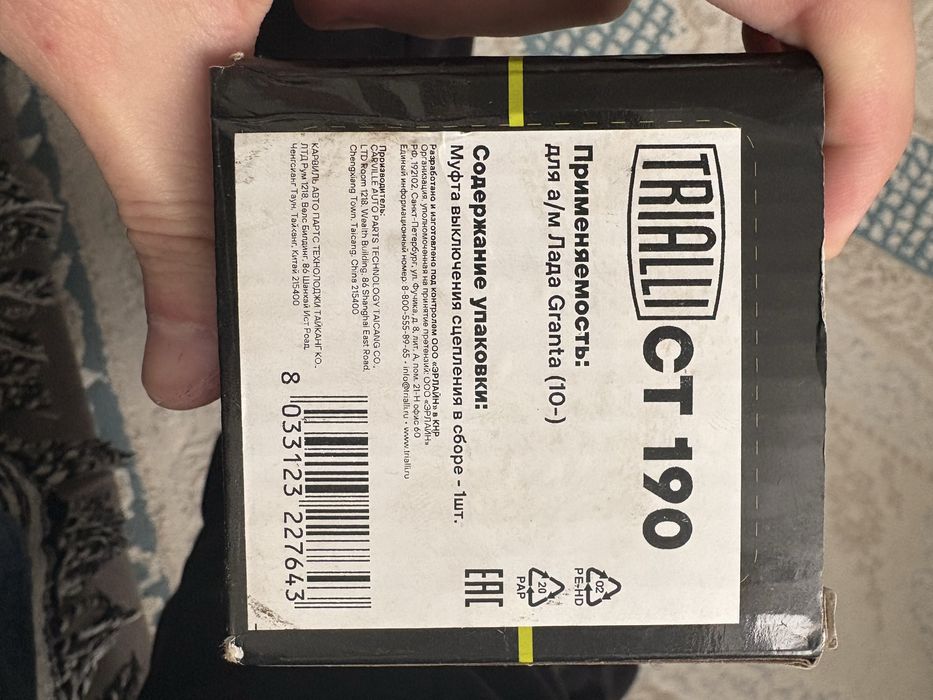 TRIALLI CT 190
Применяемость:
для а/м Лада Granta (10-)
Содержание упаковки:
Муфта выключения сцепления в сборе - 1шт.
Разработано и изготовлено под контролем ООО «ЭРЛАЙН» в КНР
Организация, уполномоченная на принятие претензий: ООО «ЭРЛАЙН»
РФ, 192102, Санкт-Петербург, ул. Фучика, д. 8, лит. А, пом. 21-Н офис 60
Единый информационный номер: 8-800-555-89-65 • info@trialli.ru • www.trialli.ru
Производитель:
CARVILLE AUTO PARTS TECHNOLOGY TAICANG CO.,
LTD Room 1218, Wealth Building, 86 Shanghai East Road,
Chengxiang Town, Taicang, China 215400
КАРВИЛЬ АВТО ПАРТС ТЕХНОЛОДЖИ ТАЙКАНГ КО.,
ЛТД Рум 1218, Велс Билдинг, 86 Шанхай Ист Роад,
Ченгсианг Таун, Тайканг, Китай 215400
02
PE-HD
20
PAP
EAC
8 033123 227643